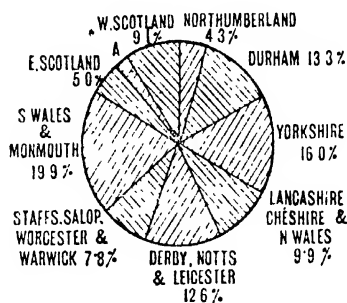 *W. SCOTLAND NORTHUMBERLAND
9·1% 4·3%
A
E. SCOTLAND
5·0%
DURHAM 13·3%
S WALES
&
MONMOUTH
19·9%
YORKSHIRE
16·0%
STAFFS. SALOP.
WORCESTER &
WARWICK 7·8%
DERBY, NOTTS
& LEICESTER
12·6%
LANCASHIRE
CHESHIRE &
N WALES
9·9%